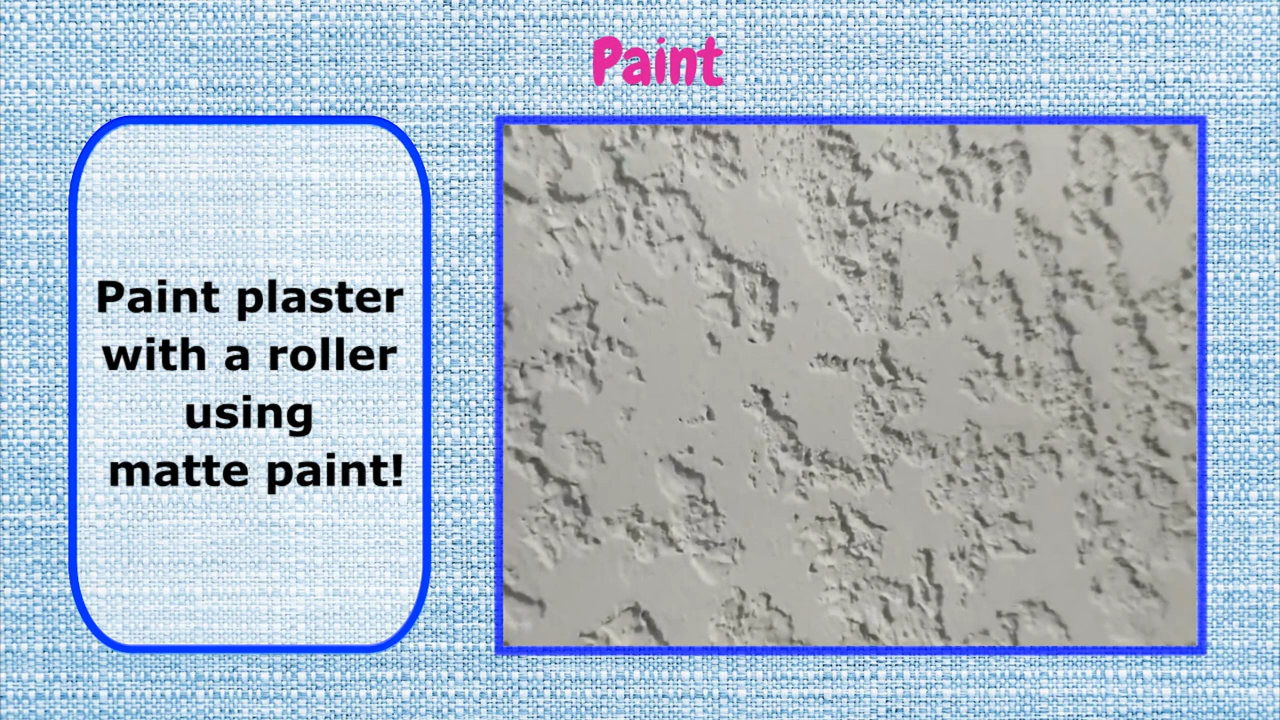 Paint
Paint plaster
with a roller
using
matte paint!